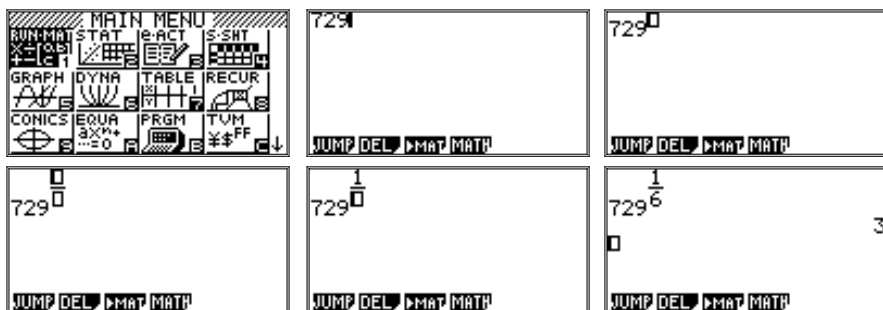 MAIN MENU
RUN·MAT STAT e·ACT S·SHT
GRAPH DYNA TABLE RECUR
CONICS EQUA PRGM TVM
729
JUMP DEL ▶MAT MATH
729□
JUMP DEL ▶MAT MATH
□
729□
JUMP DEL ▶MAT MATH
1
729□
JUMP DEL ▶MAT MATH
1
729 6
3
JUMP DEL ▶MAT MATH